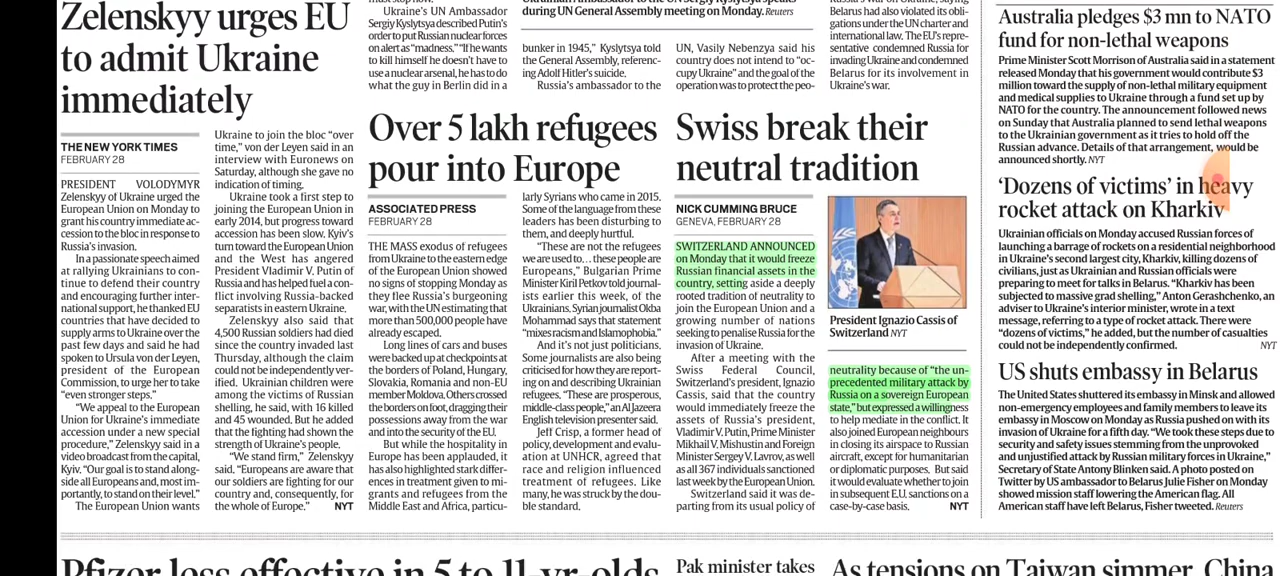 Zelenskyy urges EU
to admit Ukraine
immediately
THE NEW YORK TIMES
FEBRUARY 28
PRESIDENT VOLODYMYR
Zelenskyy of Ukraine urged the
European Union on Monday to
grant his country immediate ac-
cession to the bloc in response to
Russia's invasion.
In a passionate speech aimed
at rallying Ukrainians to con-
tinue to defend their country
and encouraging further inter-
national support, he thanked EU
countries that have decided to
supply arms to Ukraine over the
past few days and said he had
spoken to Ursula von der Leyen,
president of the European
Commission, to urge her to take
"even stronger steps."
"We appeal to the European
Union for Ukraine's immediate
accession under a new special
procedure," Zelenskyy said in a
video broadcast from the capital,
Kyiv. "Our goal is to stand along-
side all Europeans and, most im-
portantly, to stand on their level."
The European Union wants
Ukraine to join the bloc "over
time," von der Leyen said in an
interview with Euronews on
Saturday, although she gave no
indication of timing.
Ukraine took a first step to
joining the European Union in
early 2014, but progress toward
accession has been slow. Kyiv's
turn toward the European Union
and the West has angered
President Vladimir V. Putin of
Russia and has helped fuel a con-
flict involving Russia-backed
separatists in eastern Ukraine.
Zelenskyy also said that
4,500 Russian soldiers had died
since the country invaded last
Thursday, although the claim
could not be independently ver-
ified. Ukrainian children were
among the victims of Russian
shelling, he said, with 16 killed
and 45 wounded. But he added
that the fighting had shown the
strength of Ukraine's people.
"We stand firm," Zelenskyy
said, "Europeans are aware that
our soldiers are fighting for our
country and, consequently, for
the whole of Europe." NYT
Ukraine's UN Ambassador
Sergiy Kyslytsya described Putin's
order to put Russian nuclear forces
on alert as "madness." "If he wants
to kill himself he doesn't have to
use a nuclear arsenal, he has to do
what the guy in Berlin did in a
during UN General Assembly meeting on Monday. Reuters
bunker in 1945," Kyslytsya told
the General Assembly, referenc-
ing Adolf Hitler's suicide.
Russia's ambassador to the
UN, Vasily Nebenzya said his
country does not intend to "oc-
cupy Ukraine" and the goal of the
operation was to protect the peo-
Belarus had also violated its obli-
gations under the UN charter and
international law. The EU's repre-
sentative condemned Russia for
invading Ukraine and condemned
Belarus for its involvement in
Ukraine's war.
Over 5 lakh refugees
pour into Europe
ASSOCIATED PRESS
FEBRUARY 28
THE MASS exodus of refugees
from Ukraine to the eastern edge
of the European Union showed
no signs of stopping Monday as
they flee Russia's burgeoning
war, with the UN estimating that
more than 500,000 people have
already escaped.
Long lines of cars and buses
were backed up at checkpoints at
the borders of Poland, Hungary,
Slovakia, Romania and non-EU
member Moldova. Others crossed
the borders on foot, dragging their
possessions away from the war
and into the security of the EU.
But while the hospitality in
Europe has been applauded, it
has also highlighted stark differ-
ences in treatment given to mi-
grants and refugees from the
Middle East and Africa, particu-
larly Syrians who came in 2015.
Some of the language from these
leaders has been disturbing to
them, and deeply hurtful.
"These are not the refugees
we are used to... these people are
Europeans," Bulgarian Prime
Minister Kiril Petkov told journal-
ists earlier this week, of the
Ukrainians. Syrian journalist Okba
Mohammad says that statement
"mixes racism and Islamophobia."
And it's not just politicians.
Some journalists are also being
criticised for how they are report-
ing on and describing Ukrainian
refugees. "These are prosperous,
middle-class people," an Al Jazeera
English television presenter said.
Jeff Crisp, a former head of
policy, development and evalu-
ation at UNHCR, agreed that
race and religion influenced
treatment of refugees. Like
many, he was struck by the dou-
ble standard.
Swiss break their
neutral tradition
NICK CUMMING BRUCE
GENEVA, FEBRUARY 28
SWITZERLAND ANNOUNCED
on Monday that it would freeze
Russian financial assets in the
country, setting aside a deeply
rooted tradition of neutrality to
join the European Union and a
growing number of nations
seeking to penalise Russia for the
invasion of Ukraine.
After a meeting with the
Swiss Federal Council,
Switzerland's president, Ignazio
Cassis, said that the country
would immediately freeze the
assets of Russia's president,
Vladimir V. Putin, Prime Minister
Mikhail V. Mishustin and Foreign
Minister Sergey V. Lavrov, as well
as all 367 individuals sanctioned
last week by the European Union.
Switzerland said it was de-
parting from its usual policy of
President Ignazio Cassis of
Switzerland NYT
neutrality because of "the un-
precedented military attack by
Russia on a sovereign European
state," but expressed a willingness
to help mediate in the conflict. It
also joined European neighbours
in closing its airspace to Russian
aircraft, except for humanitarian
or diplomatic purposes. But said
it would evaluate whether to join
in subsequent E.U. sanctions on a
case-by-case basis. NYT
Australia pledges $3 mn to NATO
fund for non-lethal weapons
Prime Minister Scott Morrison of Australia said in a statement
released Monday that his government would contribute $3
million toward the supply of non-lethal military equipment
and medical supplies to Ukraine through a fund set up by
NATO for the country. The announcement followed news
on Sunday that Australia planned to send lethal weapons
to the Ukrainian government as it tries to hold off the
Russian advance. Details of that arrangement, would be
announced shortly. NYT
'Dozens of victims' in heavy
rocket attack on Kharkiv
Ukrainian officials on Monday accused Russian forces of
launching a barrage of rockets on a residential neighborhood
in Ukraine's second largest city, Kharkiv, killing dozens of
civilians, just as Ukrainian and Russian officials were
preparing to meet for talks in Belarus. "Kharkiv has been
subjected to massive grad shelling," Anton Gerashchenko, an
adviser to Ukraine's interior minister, wrote in a text
message, referring to a type of rocket attack. There were
"dozens of victims," he added, but the number of casualties
could not be independently confirmed. NYT
US shuts embassy in Belarus
The United States shuttered its embassy in Minsk and allowed
non-emergency employees and family members to leave its
embassy in Moscow on Monday as Russia pushed on with its
invasion of Ukraine for a fifth day. "We took these steps due to
security and safety issues stemming from the unprovoked
and unjustified attack by Russian military forces in Ukraine,"
Secretary of State Antony Blinken said. A photo posted on
Twitter by US ambassador to Belarus Julie Fisher on Monday
showed mission staff lowering the American flag. All
American staff have left Belarus, Fisher tweeted. Reuters
Pfizer less effective in 5 to 11-yr-olds
Pak minister takes
As tensions on Taiwan simmer, China